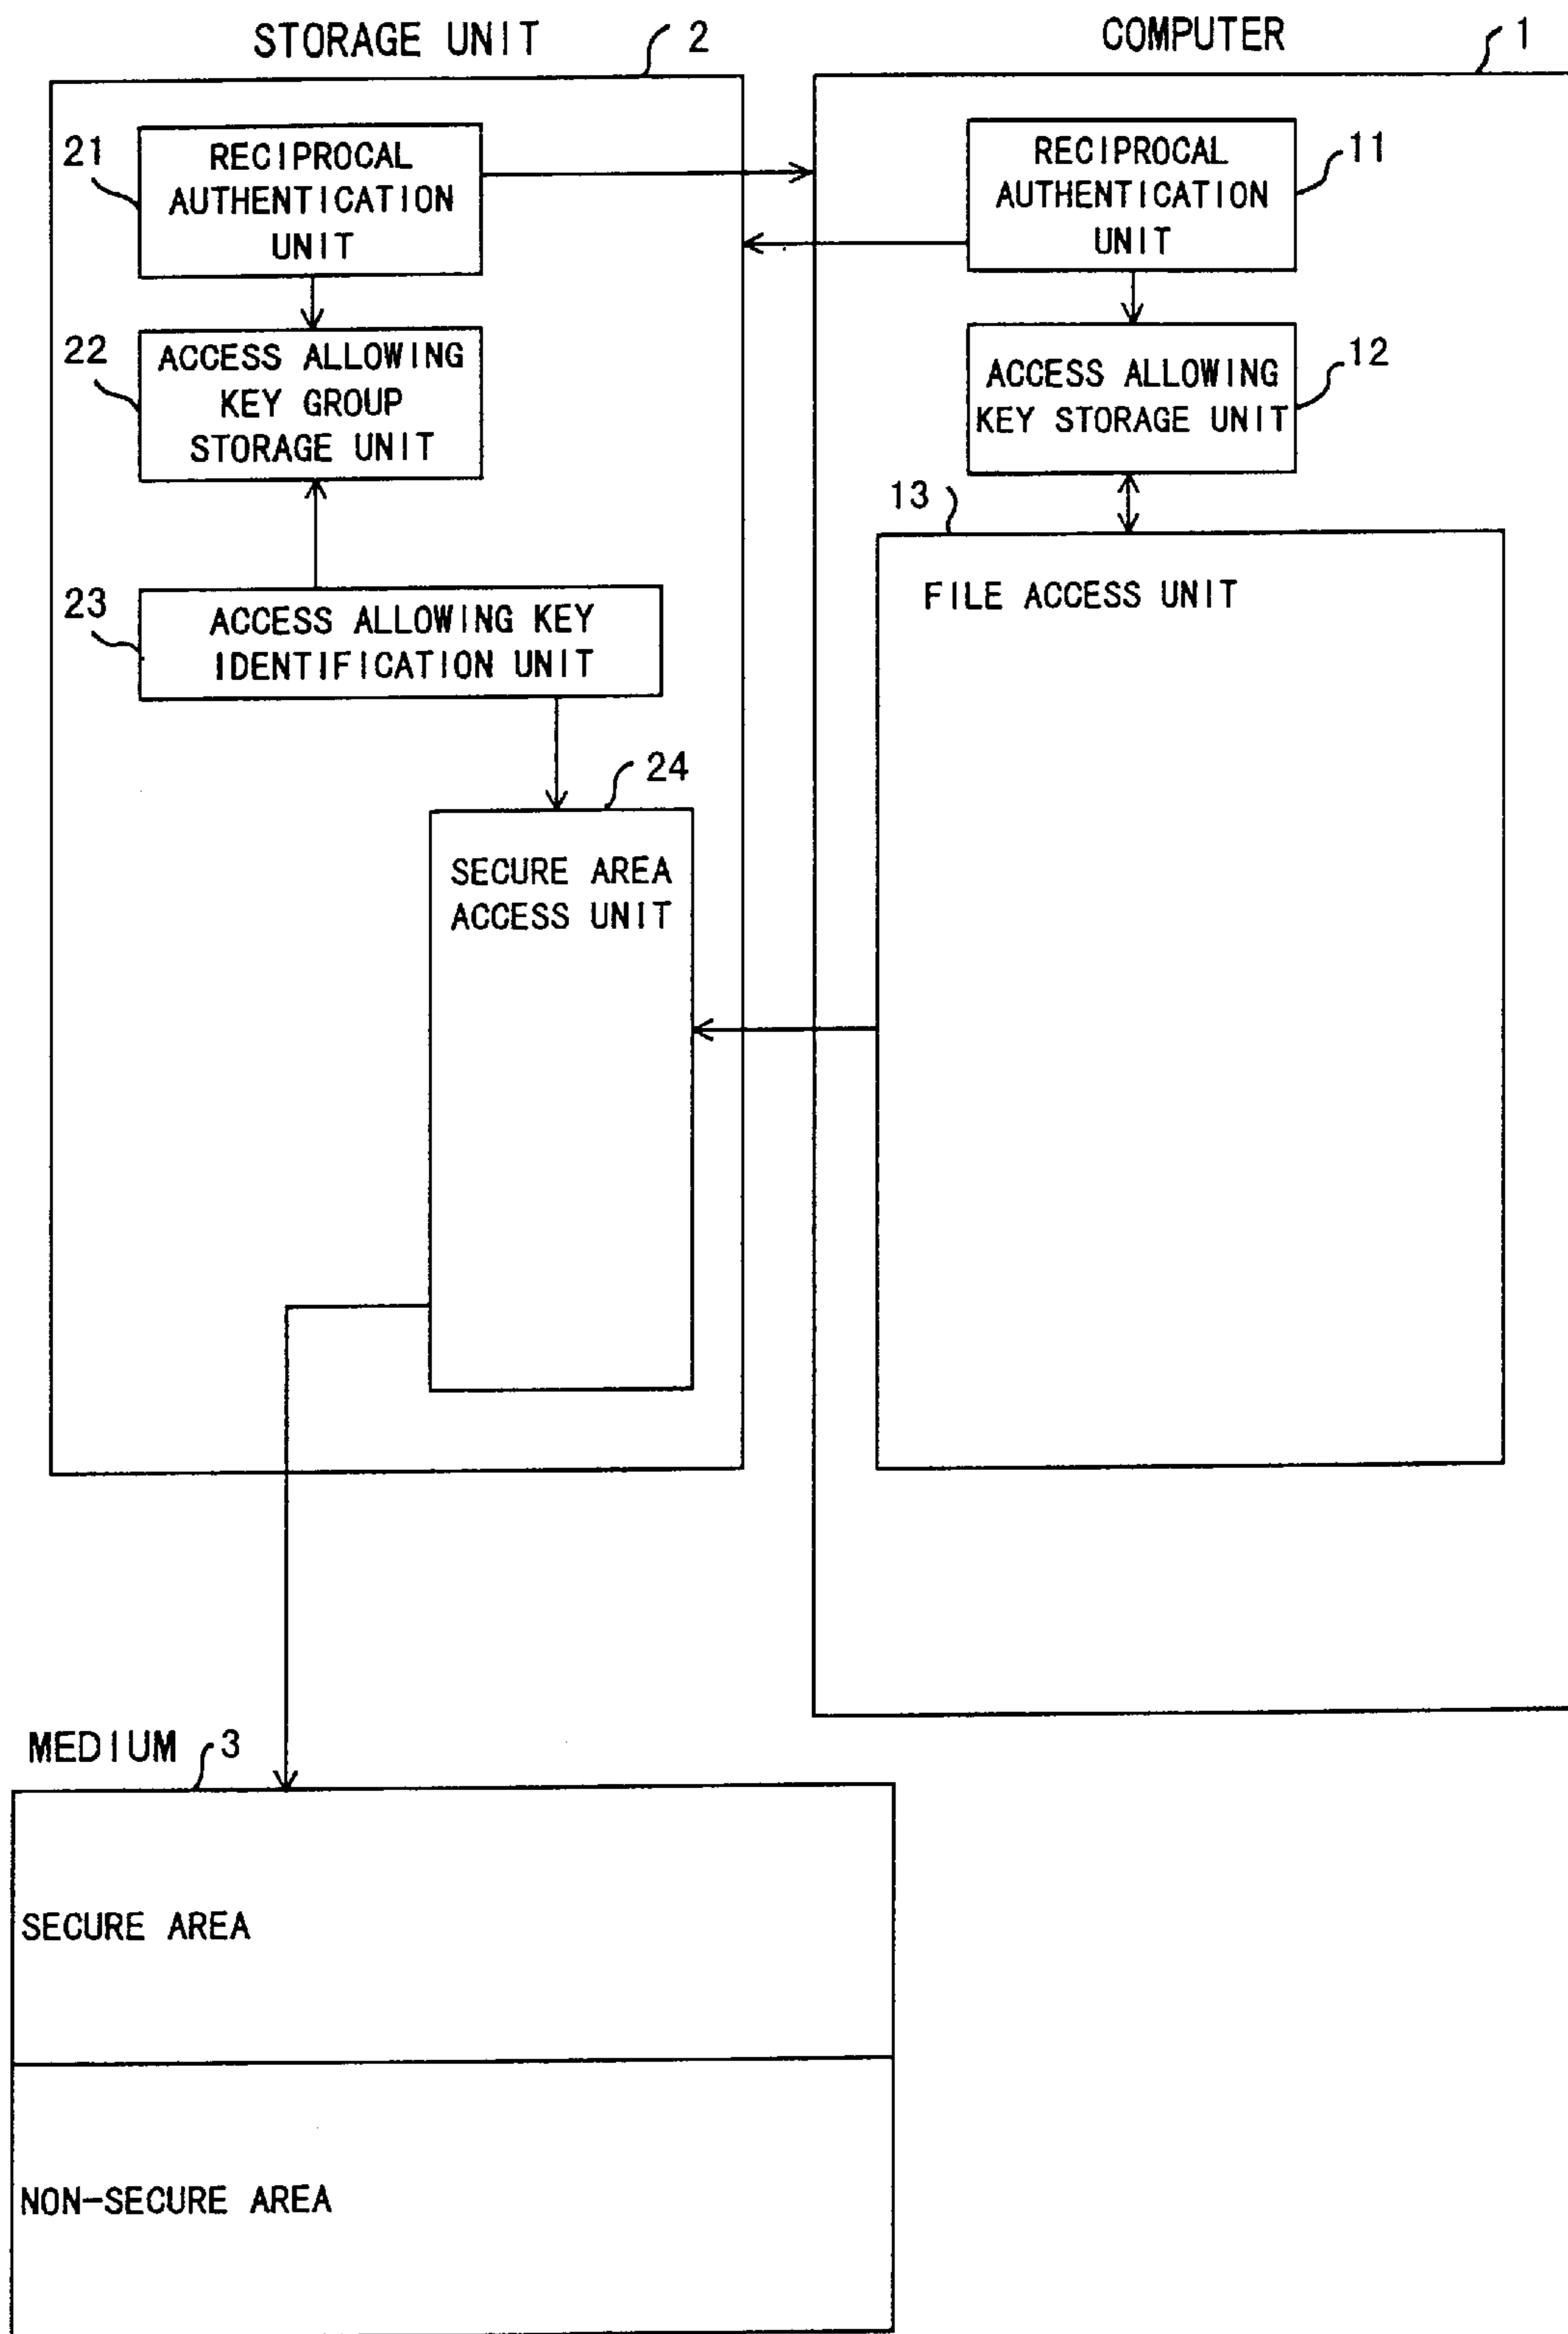 STORAGE UNIT
2
COMPUTER
1
21
RECIPROCAL
AUTHENTICATION
UNIT
RECIPROCAL
AUTHENTICATION
UNIT
11
22
ACCESS ALLOWING
KEY GROUP
STORAGE UNIT
ACCESS ALLOWING
KEY STORAGE UNIT
12
13
23
ACCESS ALLOWING KEY
IDENTIFICATION UNIT
FILE ACCESS UNIT
24
SECURE AREA
ACCESS UNIT
MEDIUM
3
SECURE AREA
NON-SECURE AREA